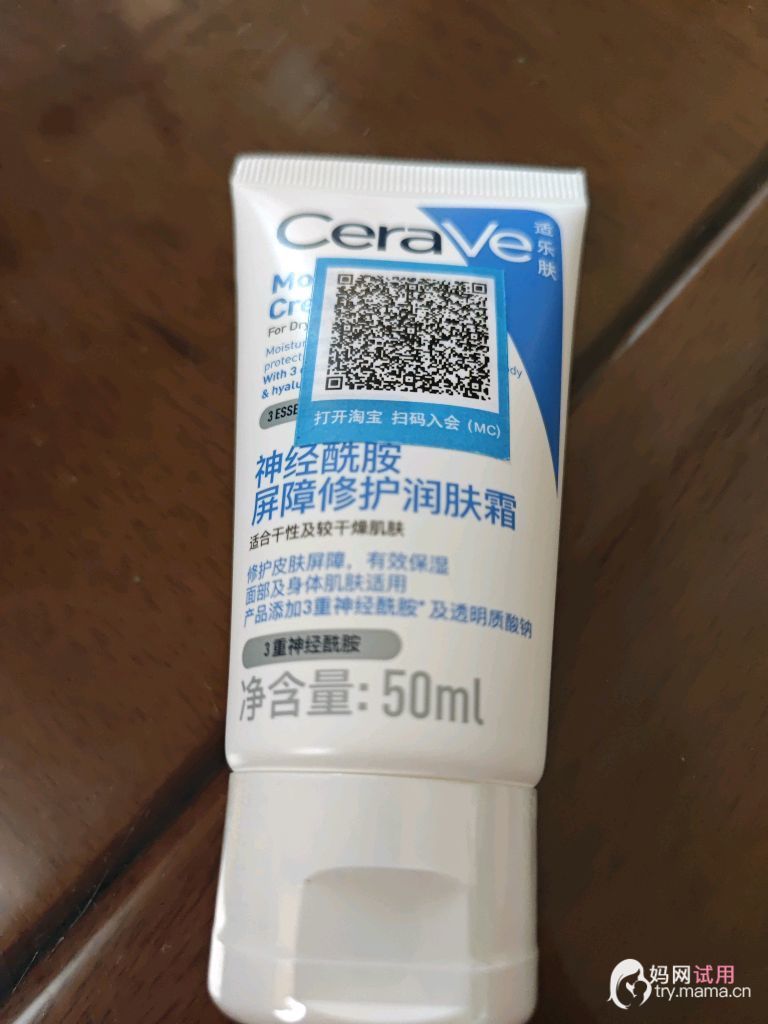 CeraVe
适乐肤
Mo
Cre
For Dry
Moistur
protect
With 3
& hyalu
3 ESSE
打开淘宝 扫码入会 (MC)
神经酰胺
屏障修护润肤霜
适合干性及较干燥肌肤
修护皮肤屏障，有效保湿
面部及身体肌肤适用
产品添加3重神经酰胺* 及透明质酸钠
3重神经酰胺
净含量: 50ml
妈网试用
try.mama.cn